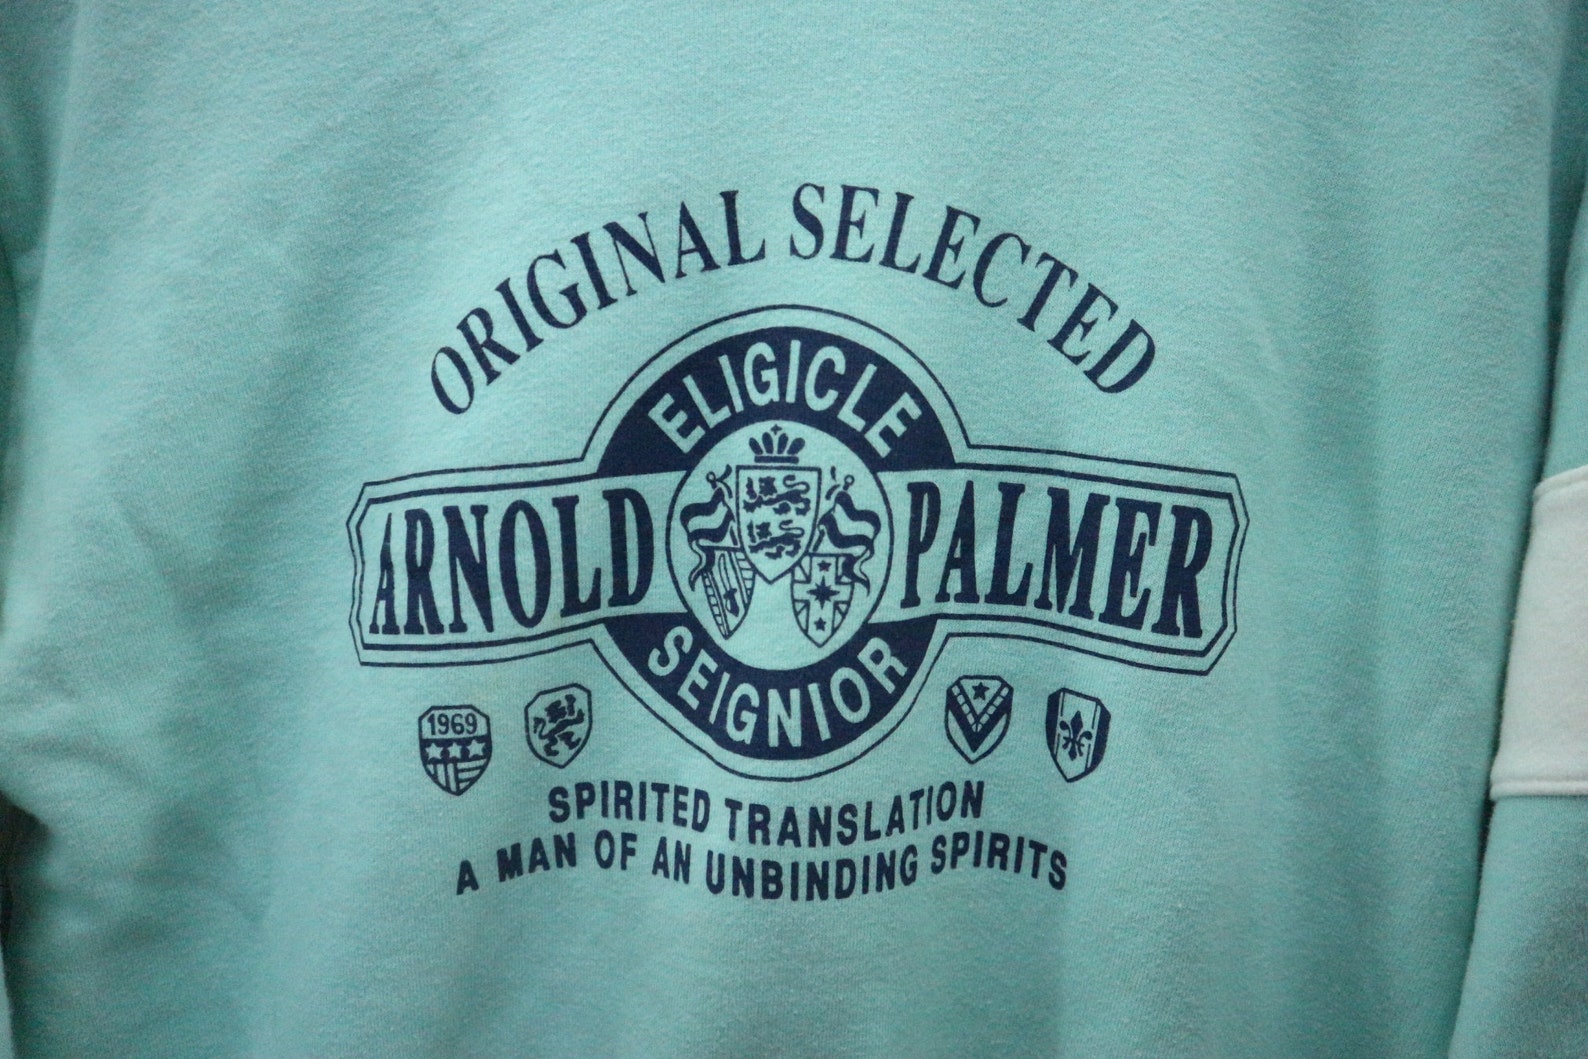 ORIGINAL SELECTED
ELIGICLE
ARNOLD PALMER
SEIGNIOR
1969
SPIRITED TRANSLATION
A MAN OF AN UNBINDING SPIRITS